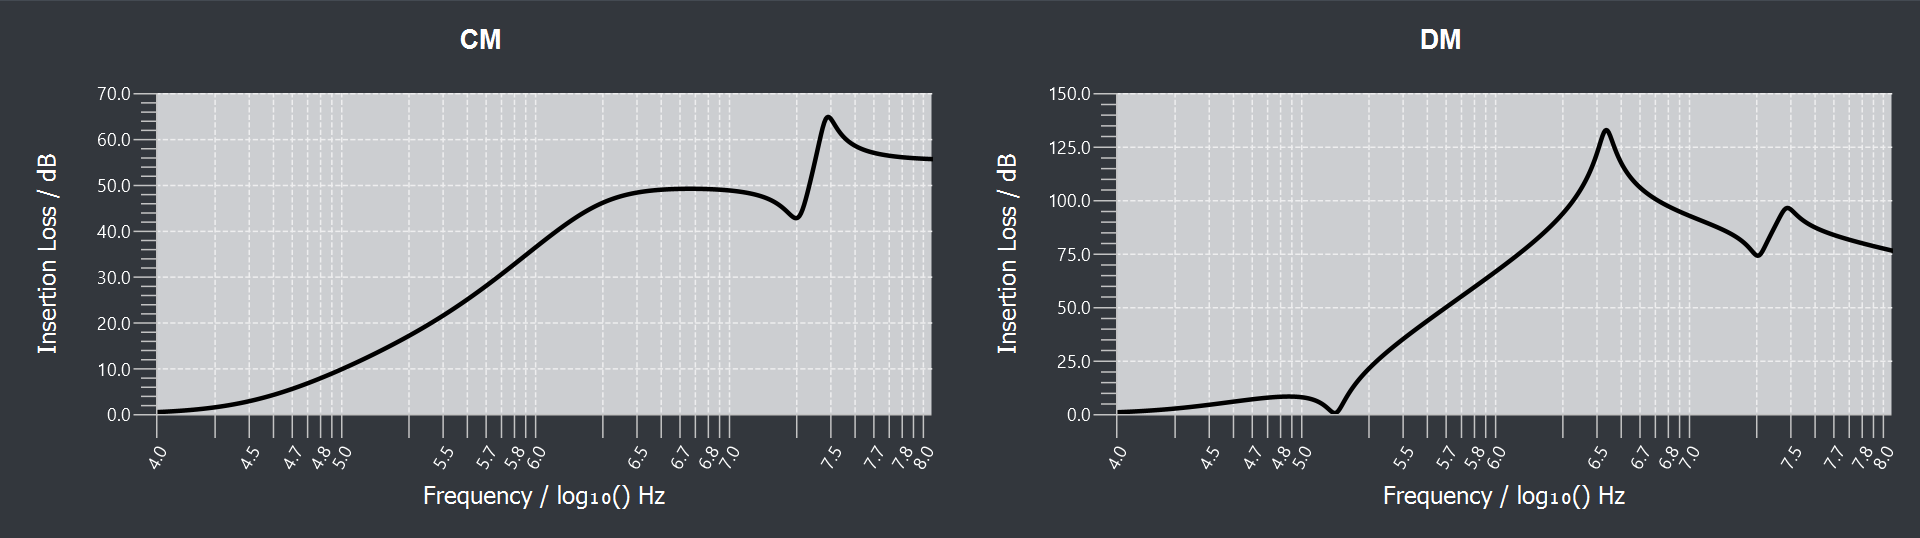 CM
70.0
60.0
50.0
40.0
30.0
20.0
10.0
0.0
Insertion Loss / dB
4.0 4.5 4.7 4.8 5.0 5.5 5.7 5.8 6.0 6.5 6.7 6.8 7.0 7.5 7.7 7.8 8.0
Frequency / log₁₀() Hz
DM
150.0
125.0
100.0
75.0
50.0
25.0
0.0
Insertion Loss / dB
4.0 4.5 4.7 4.8 5.0 5.5 5.7 5.8 6.0 6.5 6.7 6.8 7.0 7.5 7.7 7.8 8.0
Frequency / log₁₀() Hz